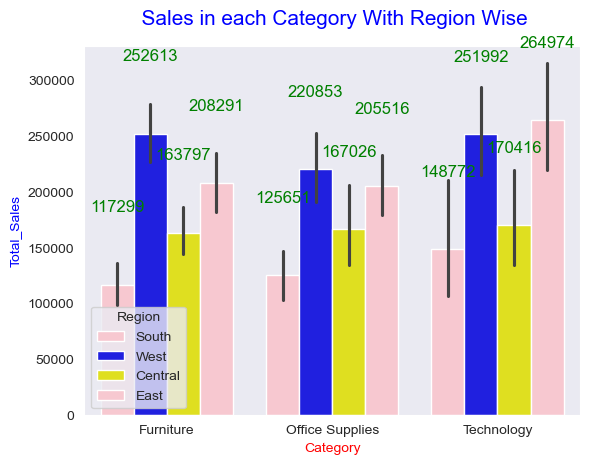 Sales in each Category With Region Wise
264974
252613
251992
220853
208291
205516
170416
167026
163797
148772
125651
117299
300000
250000
200000
150000
100000
50000
0
Total_Sales
Region
South
West
Central
East
Furniture
Office Supplies
Technology
Category